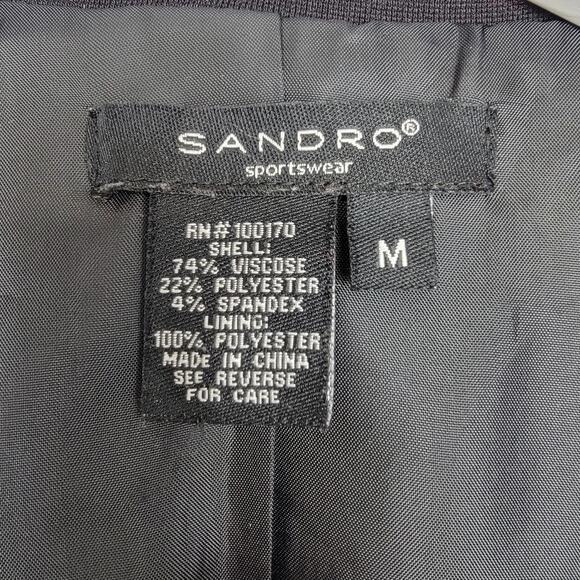 SANDRO®
sportswear
RN#100170
SHELL:
74% VISCOSE
22% POLYESTER
4% SPANDEX
LINING:
100% POLYESTER
MADE IN CHINA
SEE REVERSE
FOR CARE
M